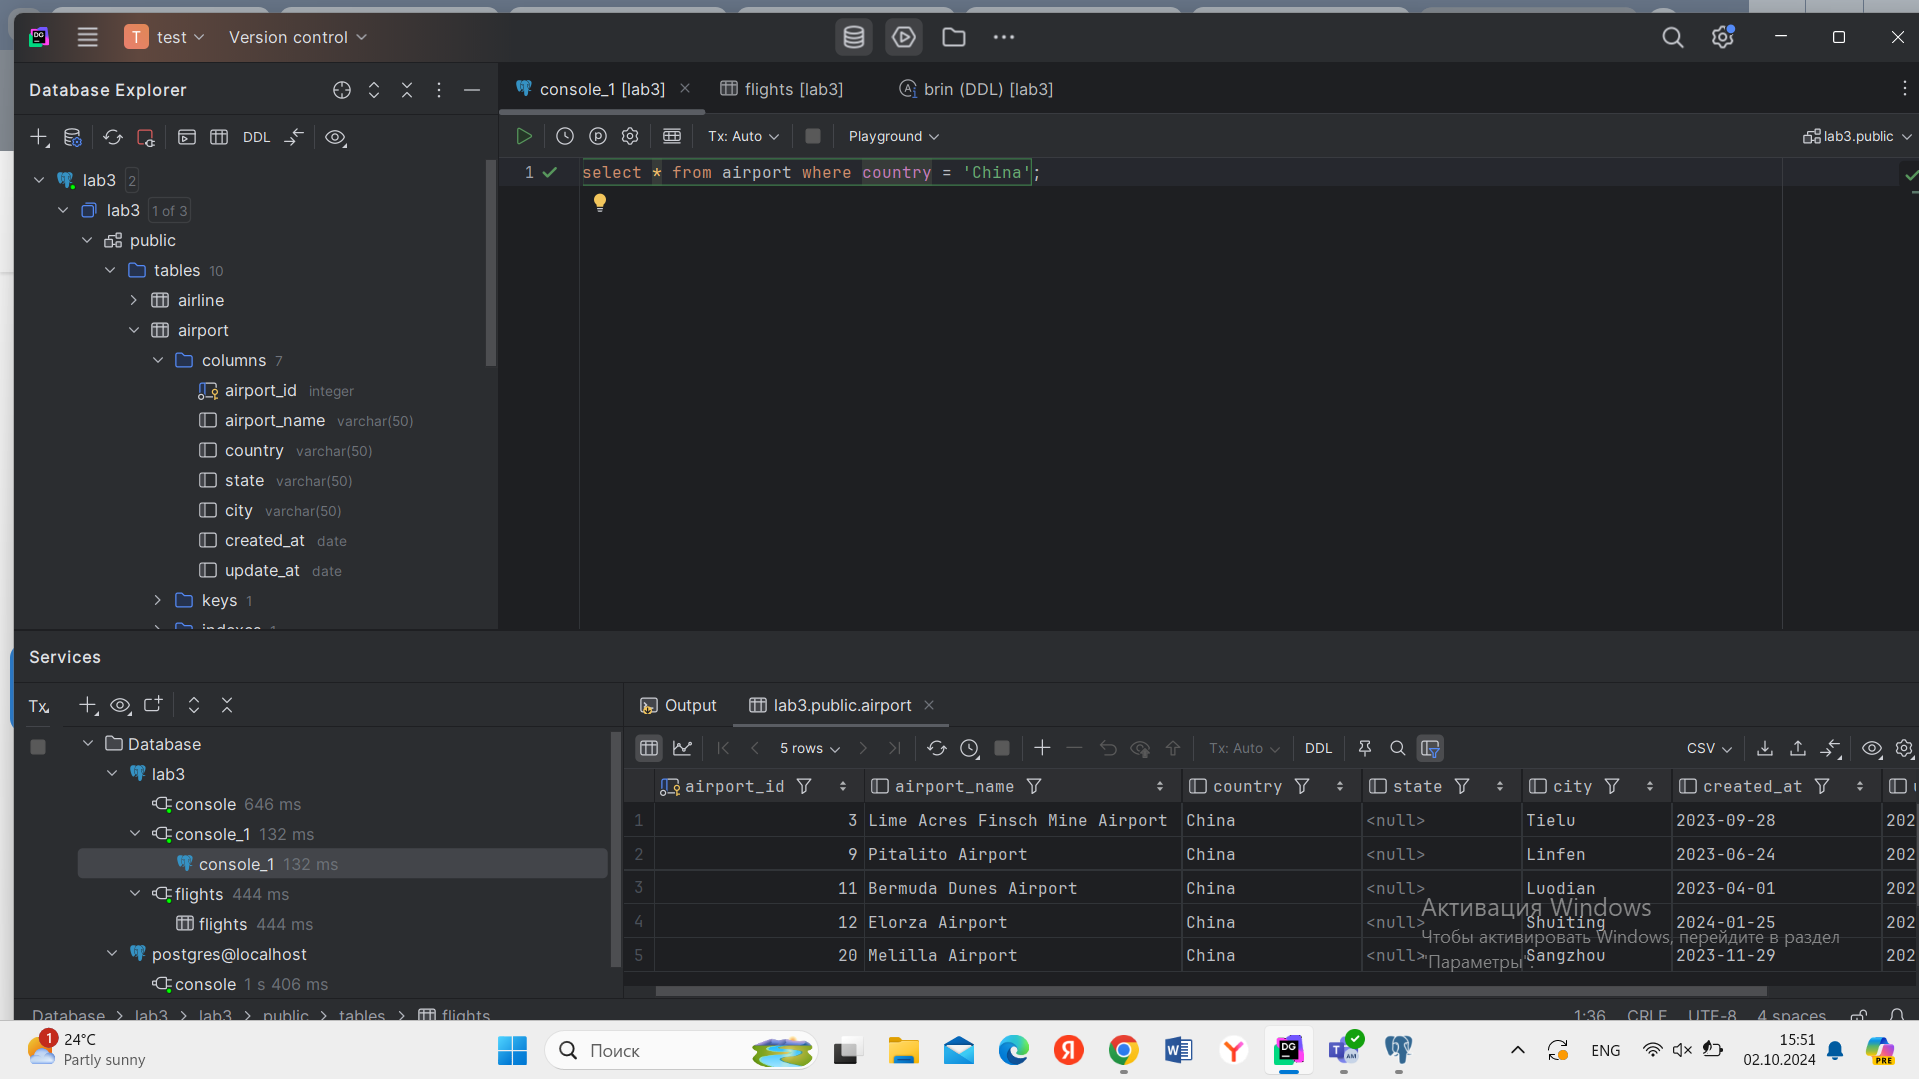 T test Version control
Database Explorer
console_1 [lab3] flights [lab3] brin (DDL) [lab3]
DDL
Tx: Auto Playground lab3.public
1 select * from airport where country = 'China';
lab3 2
lab3 1 of 3
public
tables 10
airline
airport
columns 7
airport_id integer
airport_name varchar(50)
country varchar(50)
state varchar(50)
city varchar(50)
created_at date
update_at date
keys 1
indexes
Services
Tx
Database
lab3
console 646 ms
console_1 132 ms
console_1 132 ms
flights 444 ms
flights 444 ms
postgres@localhost
console 1 s 406 ms
Output lab3.public.airport
5 rows Tx: Auto DDL CSV
airport_id airport_name country state city created_at u
1 3 Lime Acres Finsch Mine Airport China <null> Tielu 2023-09-28 202
2 9 Pitalito Airport China <null> Linfen 2023-06-24 202
3 11 Bermuda Dunes Airport China <null> Luodian 2023-04-01 202
4 12 Elorza Airport China <null> Shuiting 2024-01-25 202
5 20 Melilla Airport China <null> Sangzhou 2023-11-29 202
Активация Windows
Чтобы активировать Windows, перейдите в раздел
"Параметры".
Database > lab3 > lab3 > public > tables > flights
1:36 CRLF UTF-8 4 spaces
1
24°C
Partly sunny
Поиск
ENG
15:51
02.10.2024
PRE